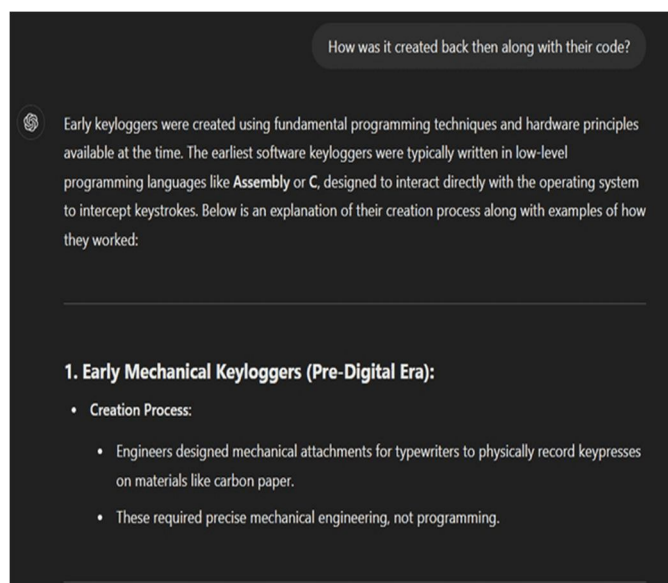 How was it created back then along with their code?
Early keyloggers were created using fundamental programming techniques and hardware principles
available at the time. The earliest software keyloggers were typically written in low-level
programming languages like Assembly or C, designed to interact directly with the operating system
to intercept keystrokes. Below is an explanation of their creation process along with examples of how
they worked:
1. Early Mechanical Keyloggers (Pre-Digital Era):
• Creation Process:
• Engineers designed mechanical attachments for typewriters to physically record keypresses
on materials like carbon paper.
• These required precise mechanical engineering, not programming.